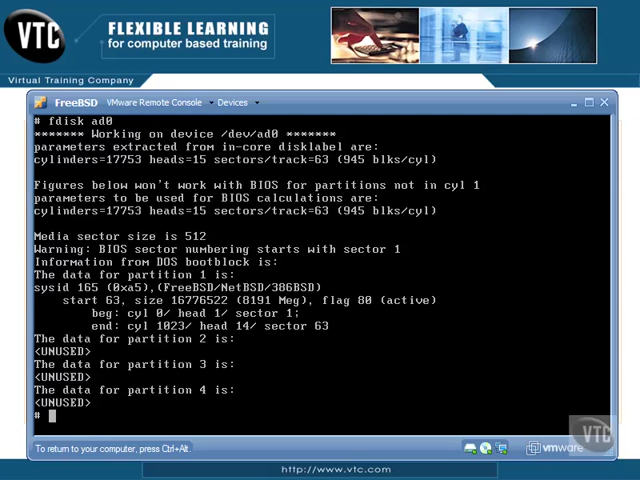 VTC
FLEXIBLE LEARNING
for computer based training
Virtual Training Company
FreeBSD VMware Remote Console Devices
# fdisk ad0
******* Working on device /dev/ad0 *******
parameters extracted from in-core disklabel are:
cylinders=17753 heads=15 sectors/track=63 (945 blks/cyl)
Figures below won't work with BIOS for partitions not in cyl 1
parameters to be used for BIOS calculations are:
cylinders=17753 heads=15 sectors/track=63 (945 blks/cyl)
Media sector size is 512
Warning: BIOS sector numbering starts with sector 1
Information from DOS bootblock is:
The data for partition 1 is:
sysid 165 (0xa5),(FreeBSD/NetBSD/386BSD)
start 63, size 16776522 (8191 Meg), flag 80 (active)
beg: cyl 0/ head 1/ sector 1;
end: cyl 1023/ head 14/ sector 63
The data for partition 2 is:
<UNUSED>
The data for partition 3 is:
<UNUSED>
The data for partition 4 is:
<UNUSED>
#
To return to your computer, press Ctrl+Alt.
vmware
VTC
http://www.vtc.com